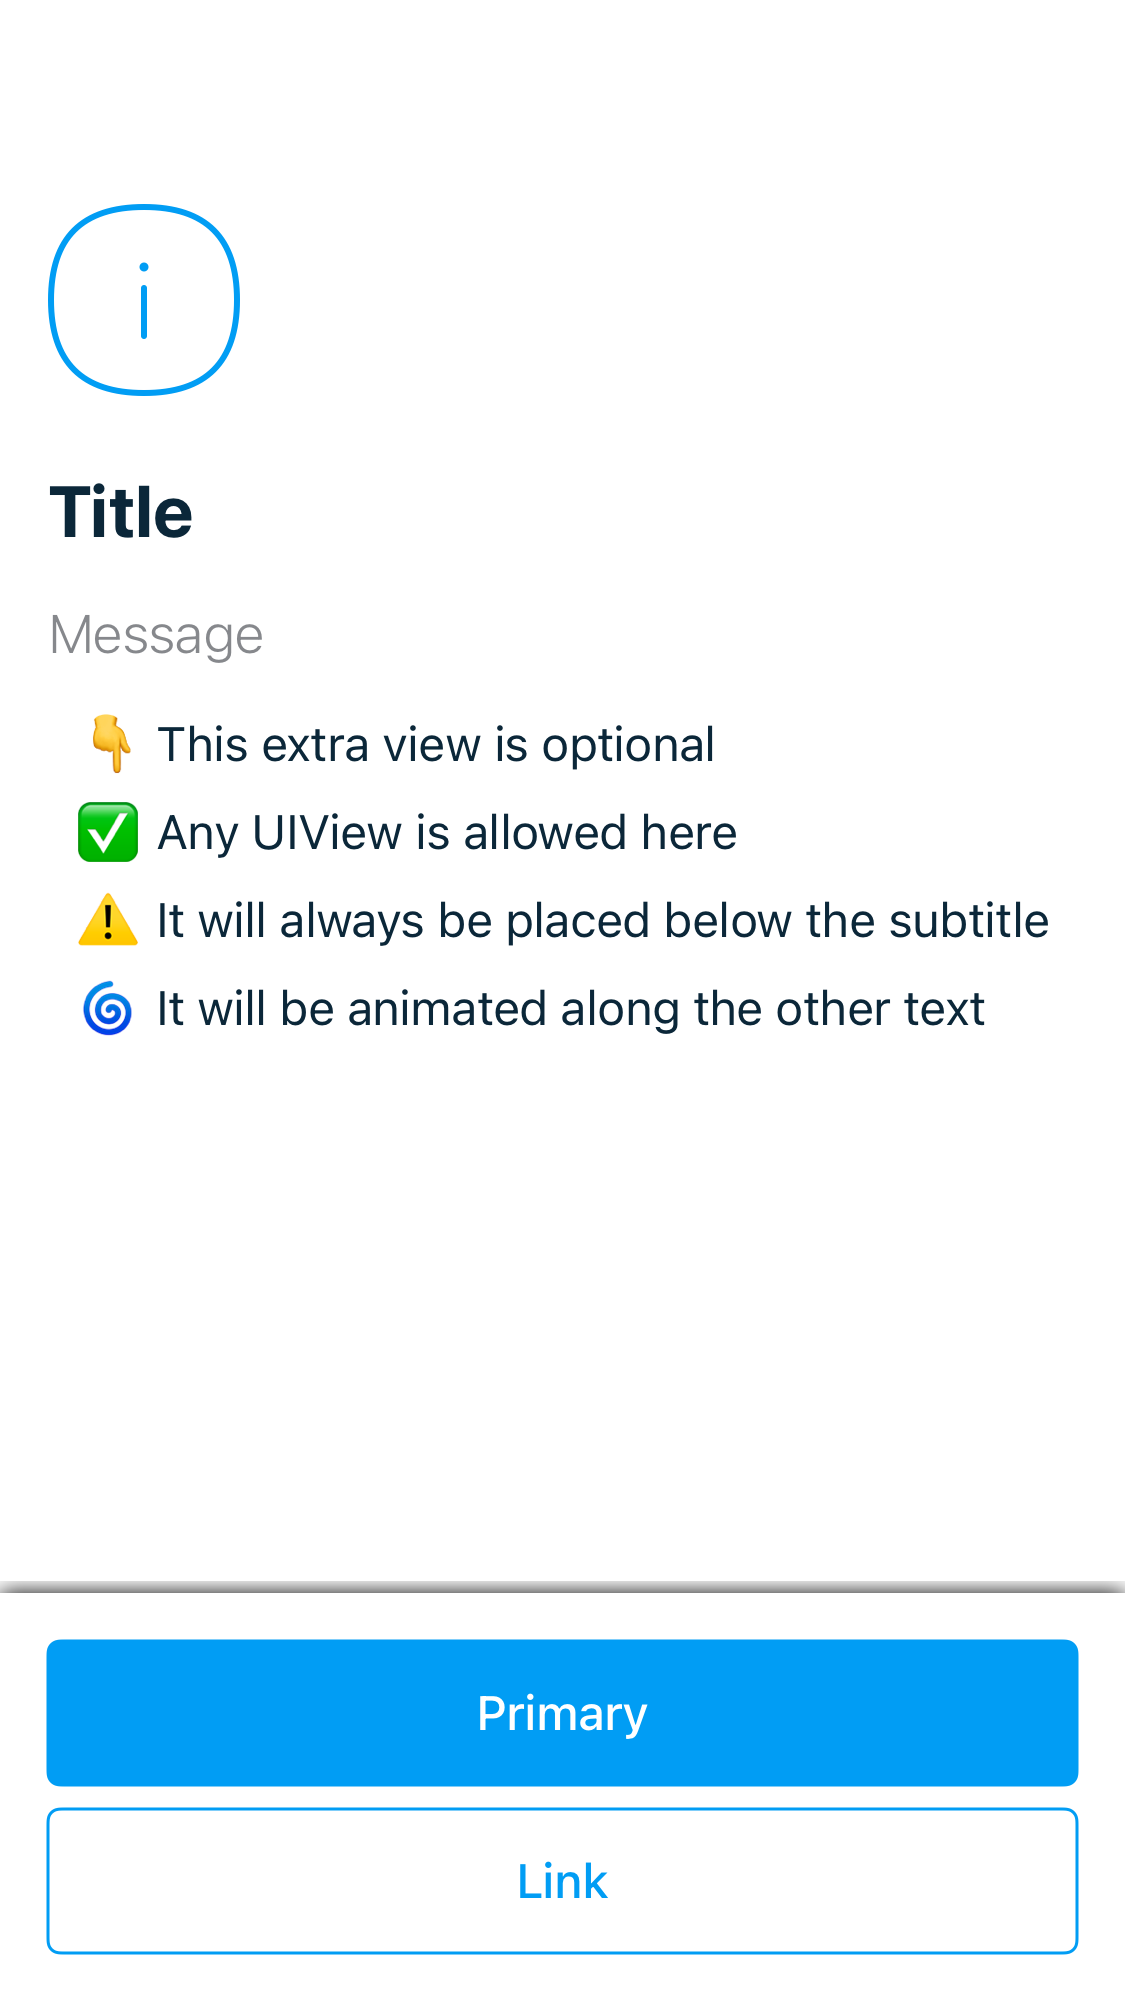 Title
Message
👇 This extra view is optional
✅ Any UIView is allowed here
⚠️ It will always be placed below the subtitle
🌀 It will be animated along the other text
Primary
Link